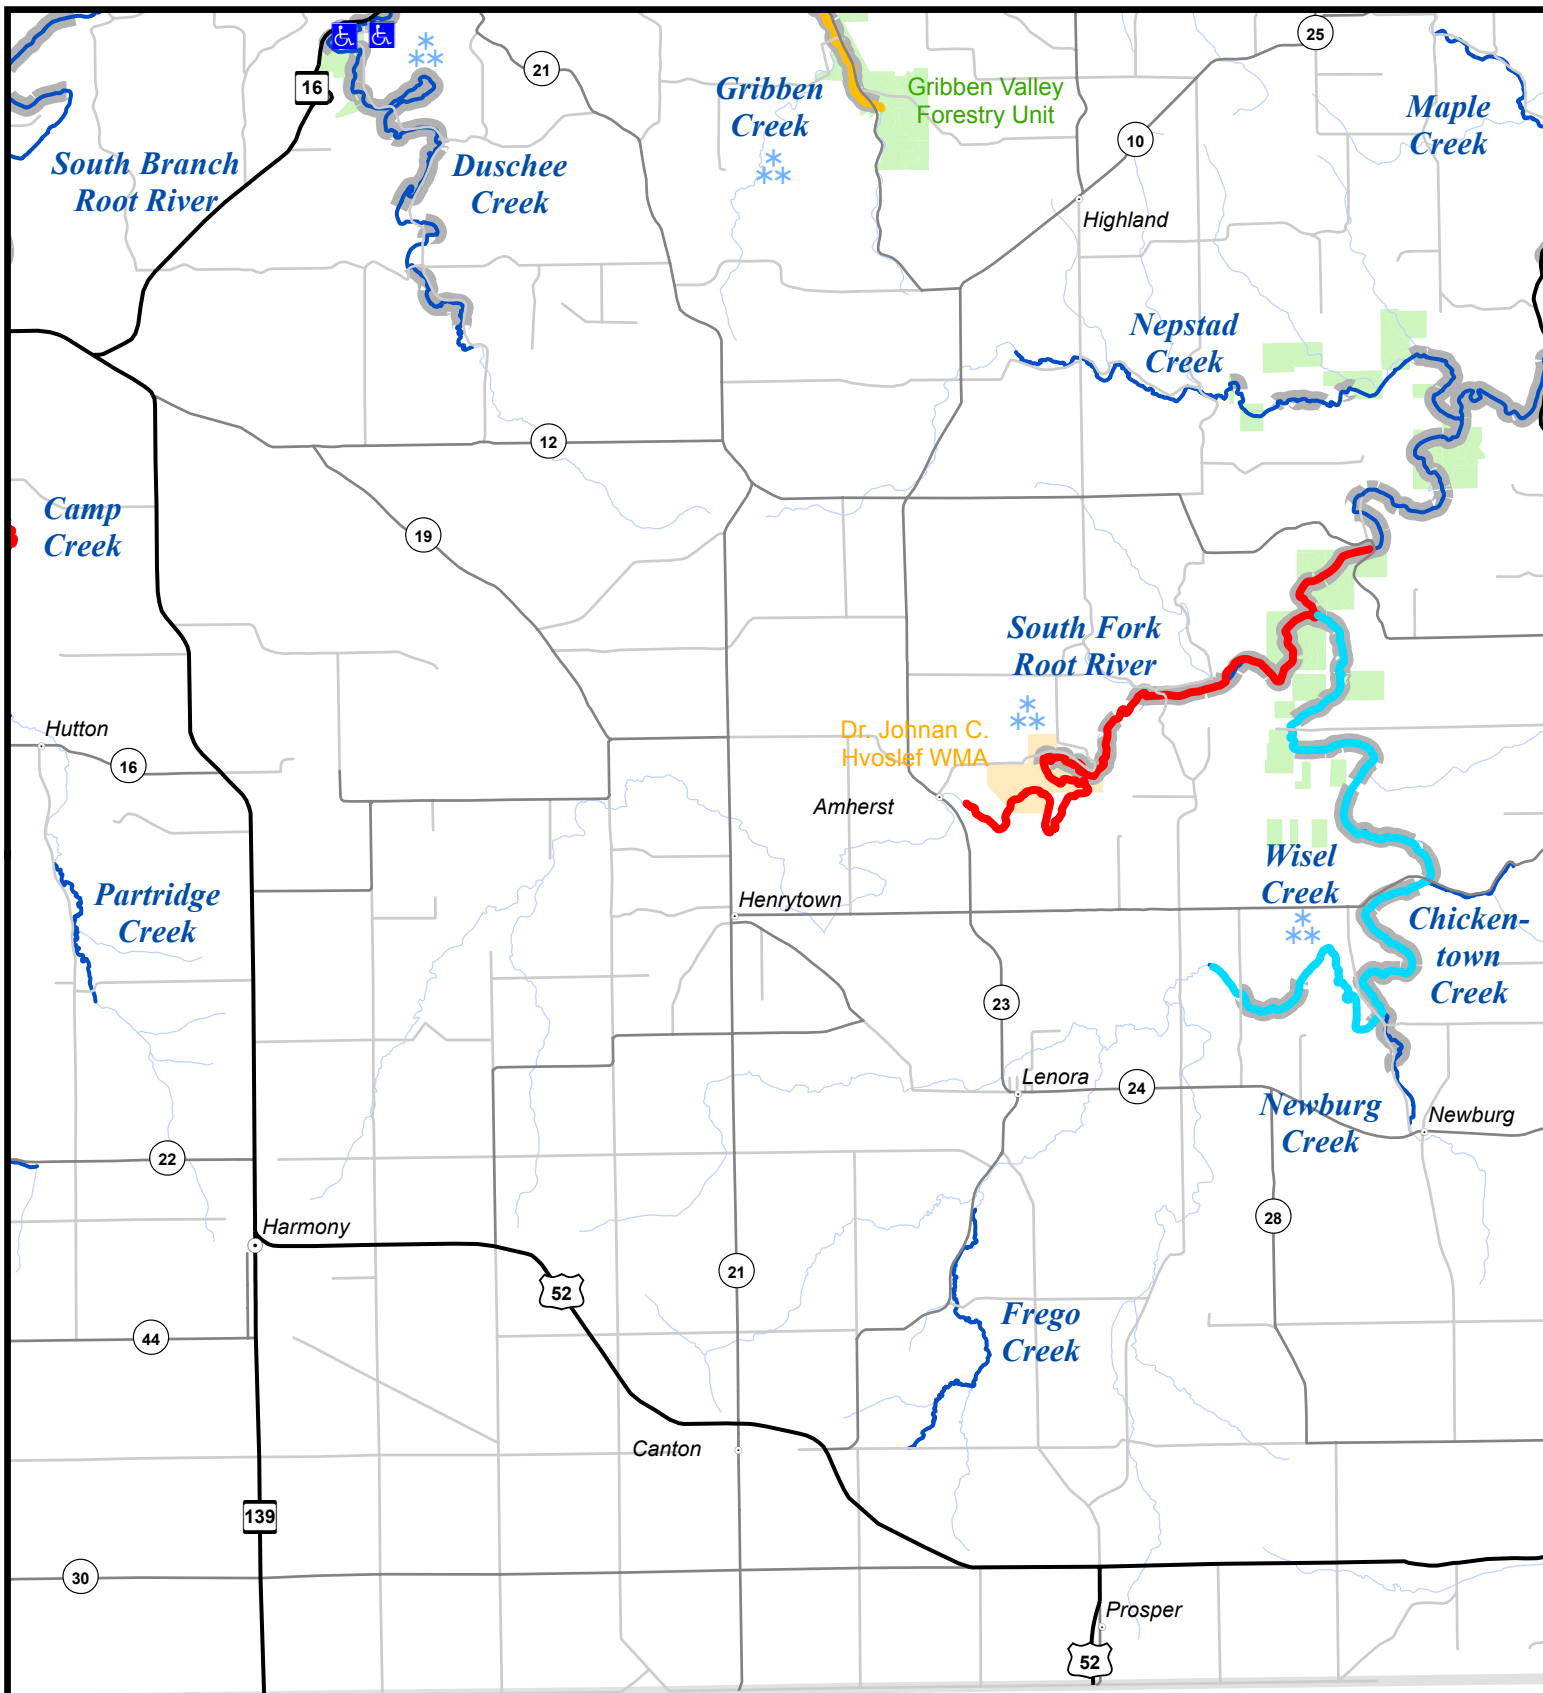 25
21
16
Gribben
Creek
Gribben Valley
Forestry Unit
Maple
Creek
10
South Branch
Root River
Duschee
Creek
Highland
Nepstad
Creek
12
Camp
Creek
19
South Fork
Root River
Hutton
16
Dr. Johnan C.
Hvoslef WMA
Amherst
Wisel
Creek
Partridge
Creek
Henrytown
Chicken-
town
Creek
23
Lenora
24
Newburg
Creek
Newburg
22
Harmony
28
21
52
Frego
Creek
44
Canton
139
30
Prosper
52